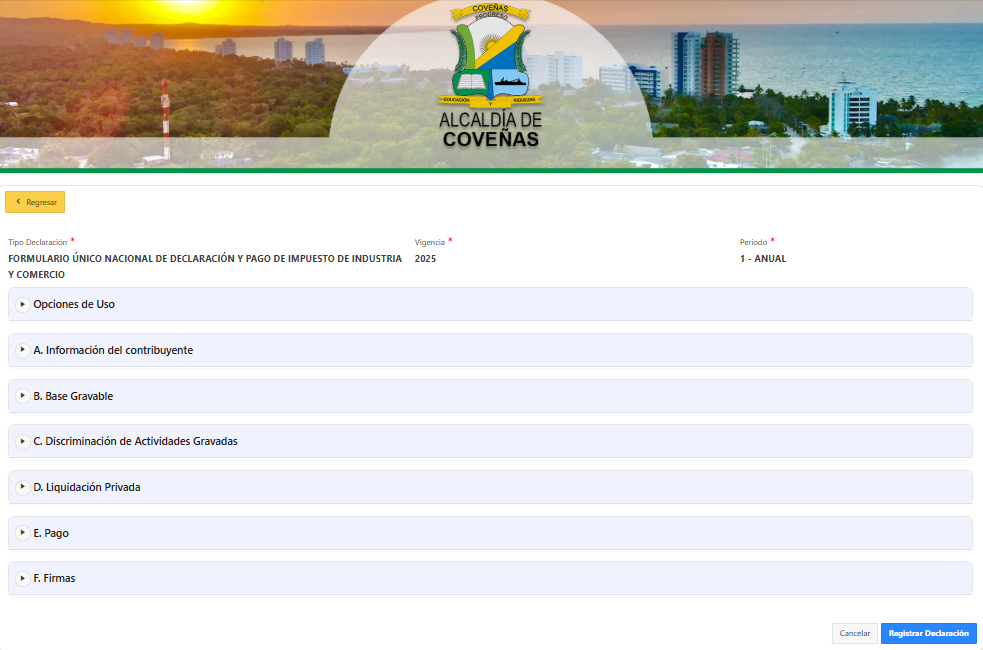 COVEÑAS
PROGRESO
EDUCACIÓN Y RIQUEZAS
ALCALDÍA DE
COVEÑAS
Regresar
Tipo Declaración *
Vigencia *
Periodo *
FORMULARIO ÚNICO NACIONAL DE DECLARACIÓN Y PAGO DE IMPUESTO DE INDUSTRIA
Y COMERCIO
2025
1 - ANUAL
Opciones de Uso
A. Información del contribuyente
B. Base Gravable
C. Discriminación de Actividades Gravadas
D. Liquidación Privada
E. Pago
F. Firmas
Cancelar
Registrar Declaración